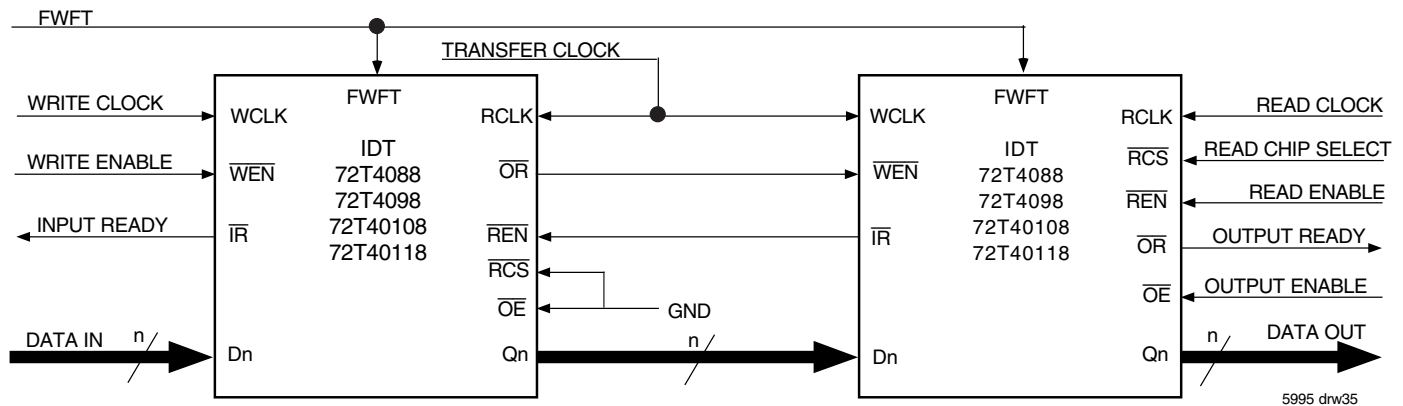 FWFT
TRANSFER CLOCK
WRITE CLOCK
WRITE ENABLE
INPUT READY
DATA IN
n
FWFT
WCLK
RCLK
IDT
72T4088
72T4098
72T40108
72T40118
WEN
OR
IR
REN
RCS
OE
Dn
Qn
GND
n
FWFT
WCLK
RCLK
IDT
72T4088
72T4098
72T40108
72T40118
WEN
RCS
REN
IR
OR
OE
Dn
Qn
READ CLOCK
READ CHIP SELECT
READ ENABLE
OUTPUT READY
OUTPUT ENABLE
n
DATA OUT
5995 drw35